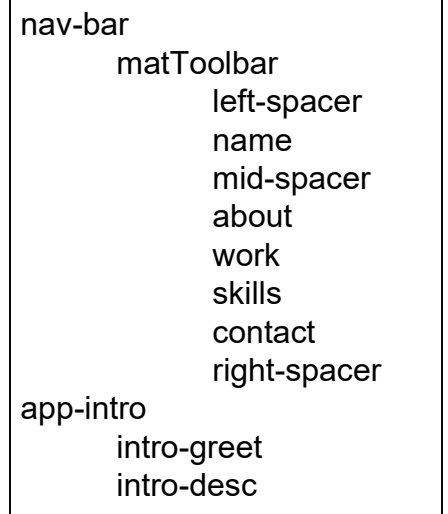 nav-bar
matToolbar
left-spacer
name
mid-spacer
about
work
skills
contact
right-spacer
app-intro
intro-greet
intro-desc